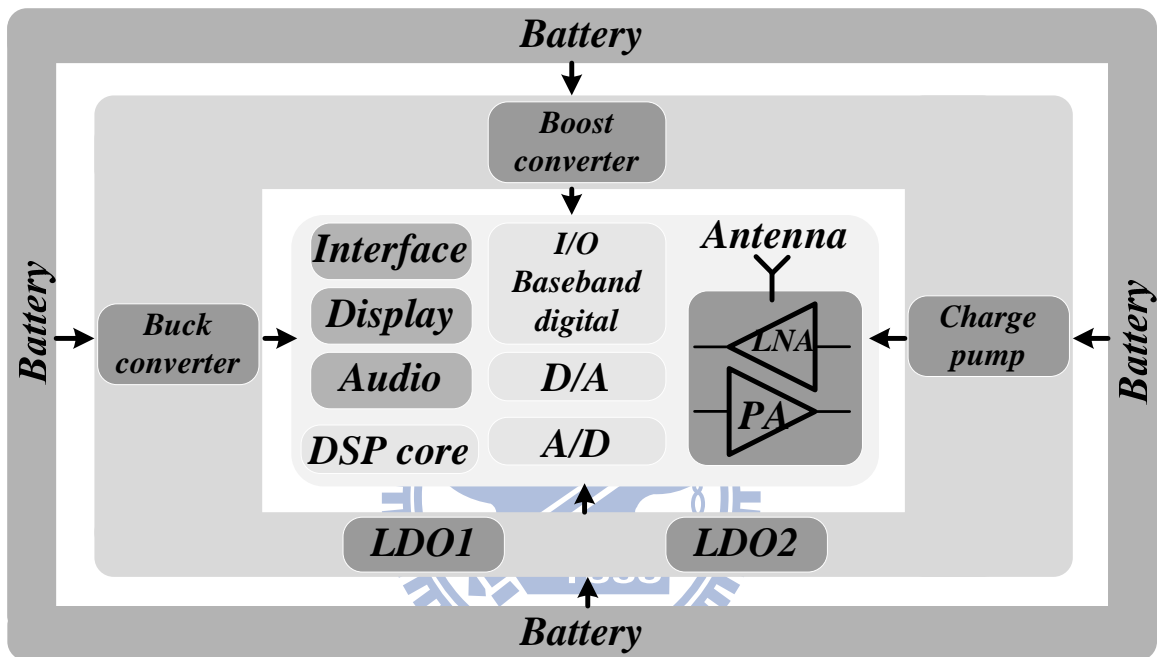 Battery
Boost
converter
Battery
Buck
converter
Interface
Display
Audio
DSP core
I/O
Baseband
digital
D/A
A/D
Antenna
LNA
PA
Charge
pump
Battery
LDO1
LDO2
Battery